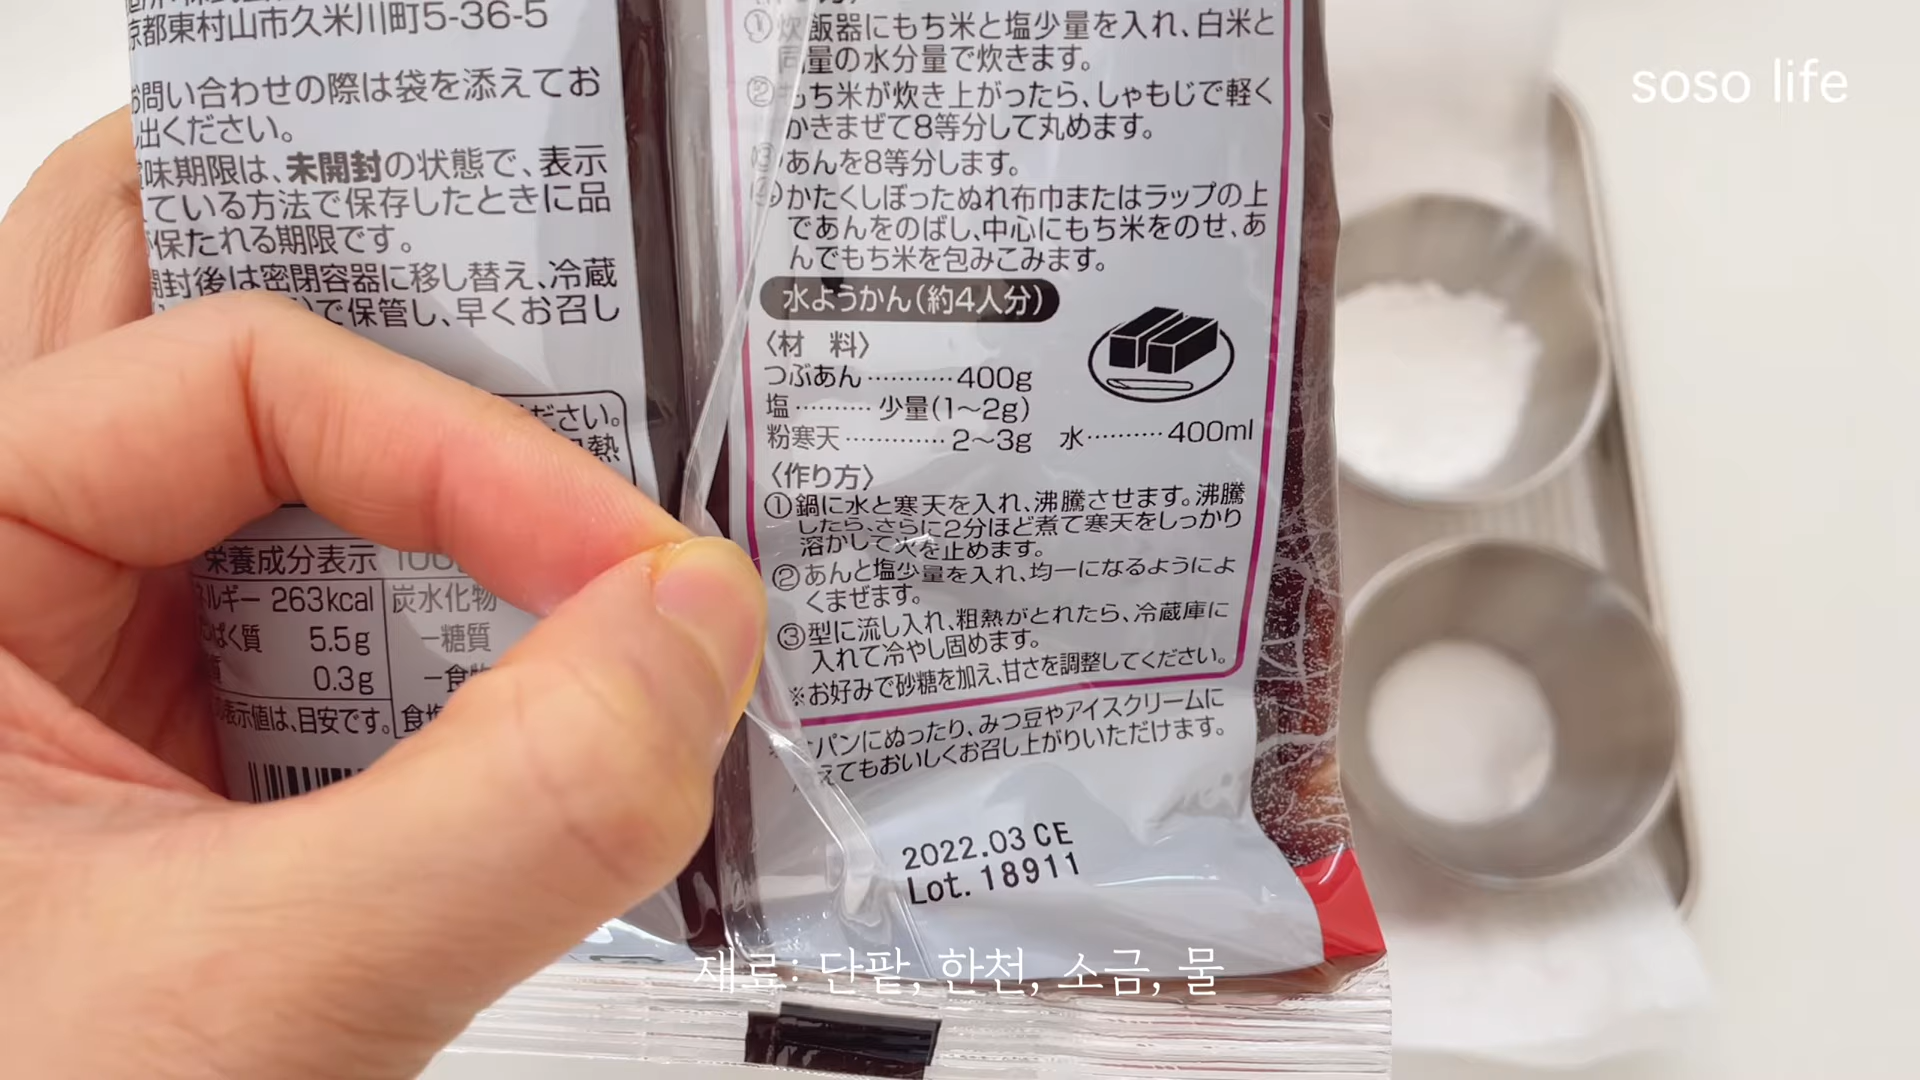 京都東村山市久米川町5-36-5
お問い合わせの際は袋を添えてお
出ください。
味期限は、未開封の状態で、表示
ている方法で保存したときに品
保たれる期限です。
開封後は密閉容器に移し替え、冷蔵
で保管し、早くお召し
ださい。
熱
栄養成分表示
ネルギー 263kcal 炭水化物
ぱく質 5.5g −糖質
質 0.3g −食物
表示値は、目安です。 食塩
①炊飯器にもち米と塩少量を入れ、白米と
同量の水分量で炊きます。
②もち米が炊き上がったら、しゃもじで軽く
かきまぜて8等分して丸めます。
③あんを8等分します。
④かたくしぼったぬれ布巾またはラップの上
であんをのばし、中心にもち米をのせ、あ
んでもち米を包みこみます。
水ようかん(約4人分)
〈材 料〉
つぶあん…………400g
塩………… 少量(1〜2g)
粉寒天…………2〜3g 水…………400ml
〈作り方〉
①鍋に水と寒天を入れ、沸騰させます。沸騰
したら、さらに2分ほど煮て寒天をしっかり
溶かして火を止めます。
②あんと塩少量を入れ、均一になるようによ
くまぜます。
③型に流し入れ、粗熱がとれたら、冷蔵庫に
入れて冷やし固めます。
※お好みで砂糖を加え、甘さを調整してください。
パンにぬったり、みつ豆やアイスクリームに
えてもおいしくお召し上がりいただけます。
2022.03 CE
Lot. 18911
soso life
재료: 단팥, 한천, 소금, 물